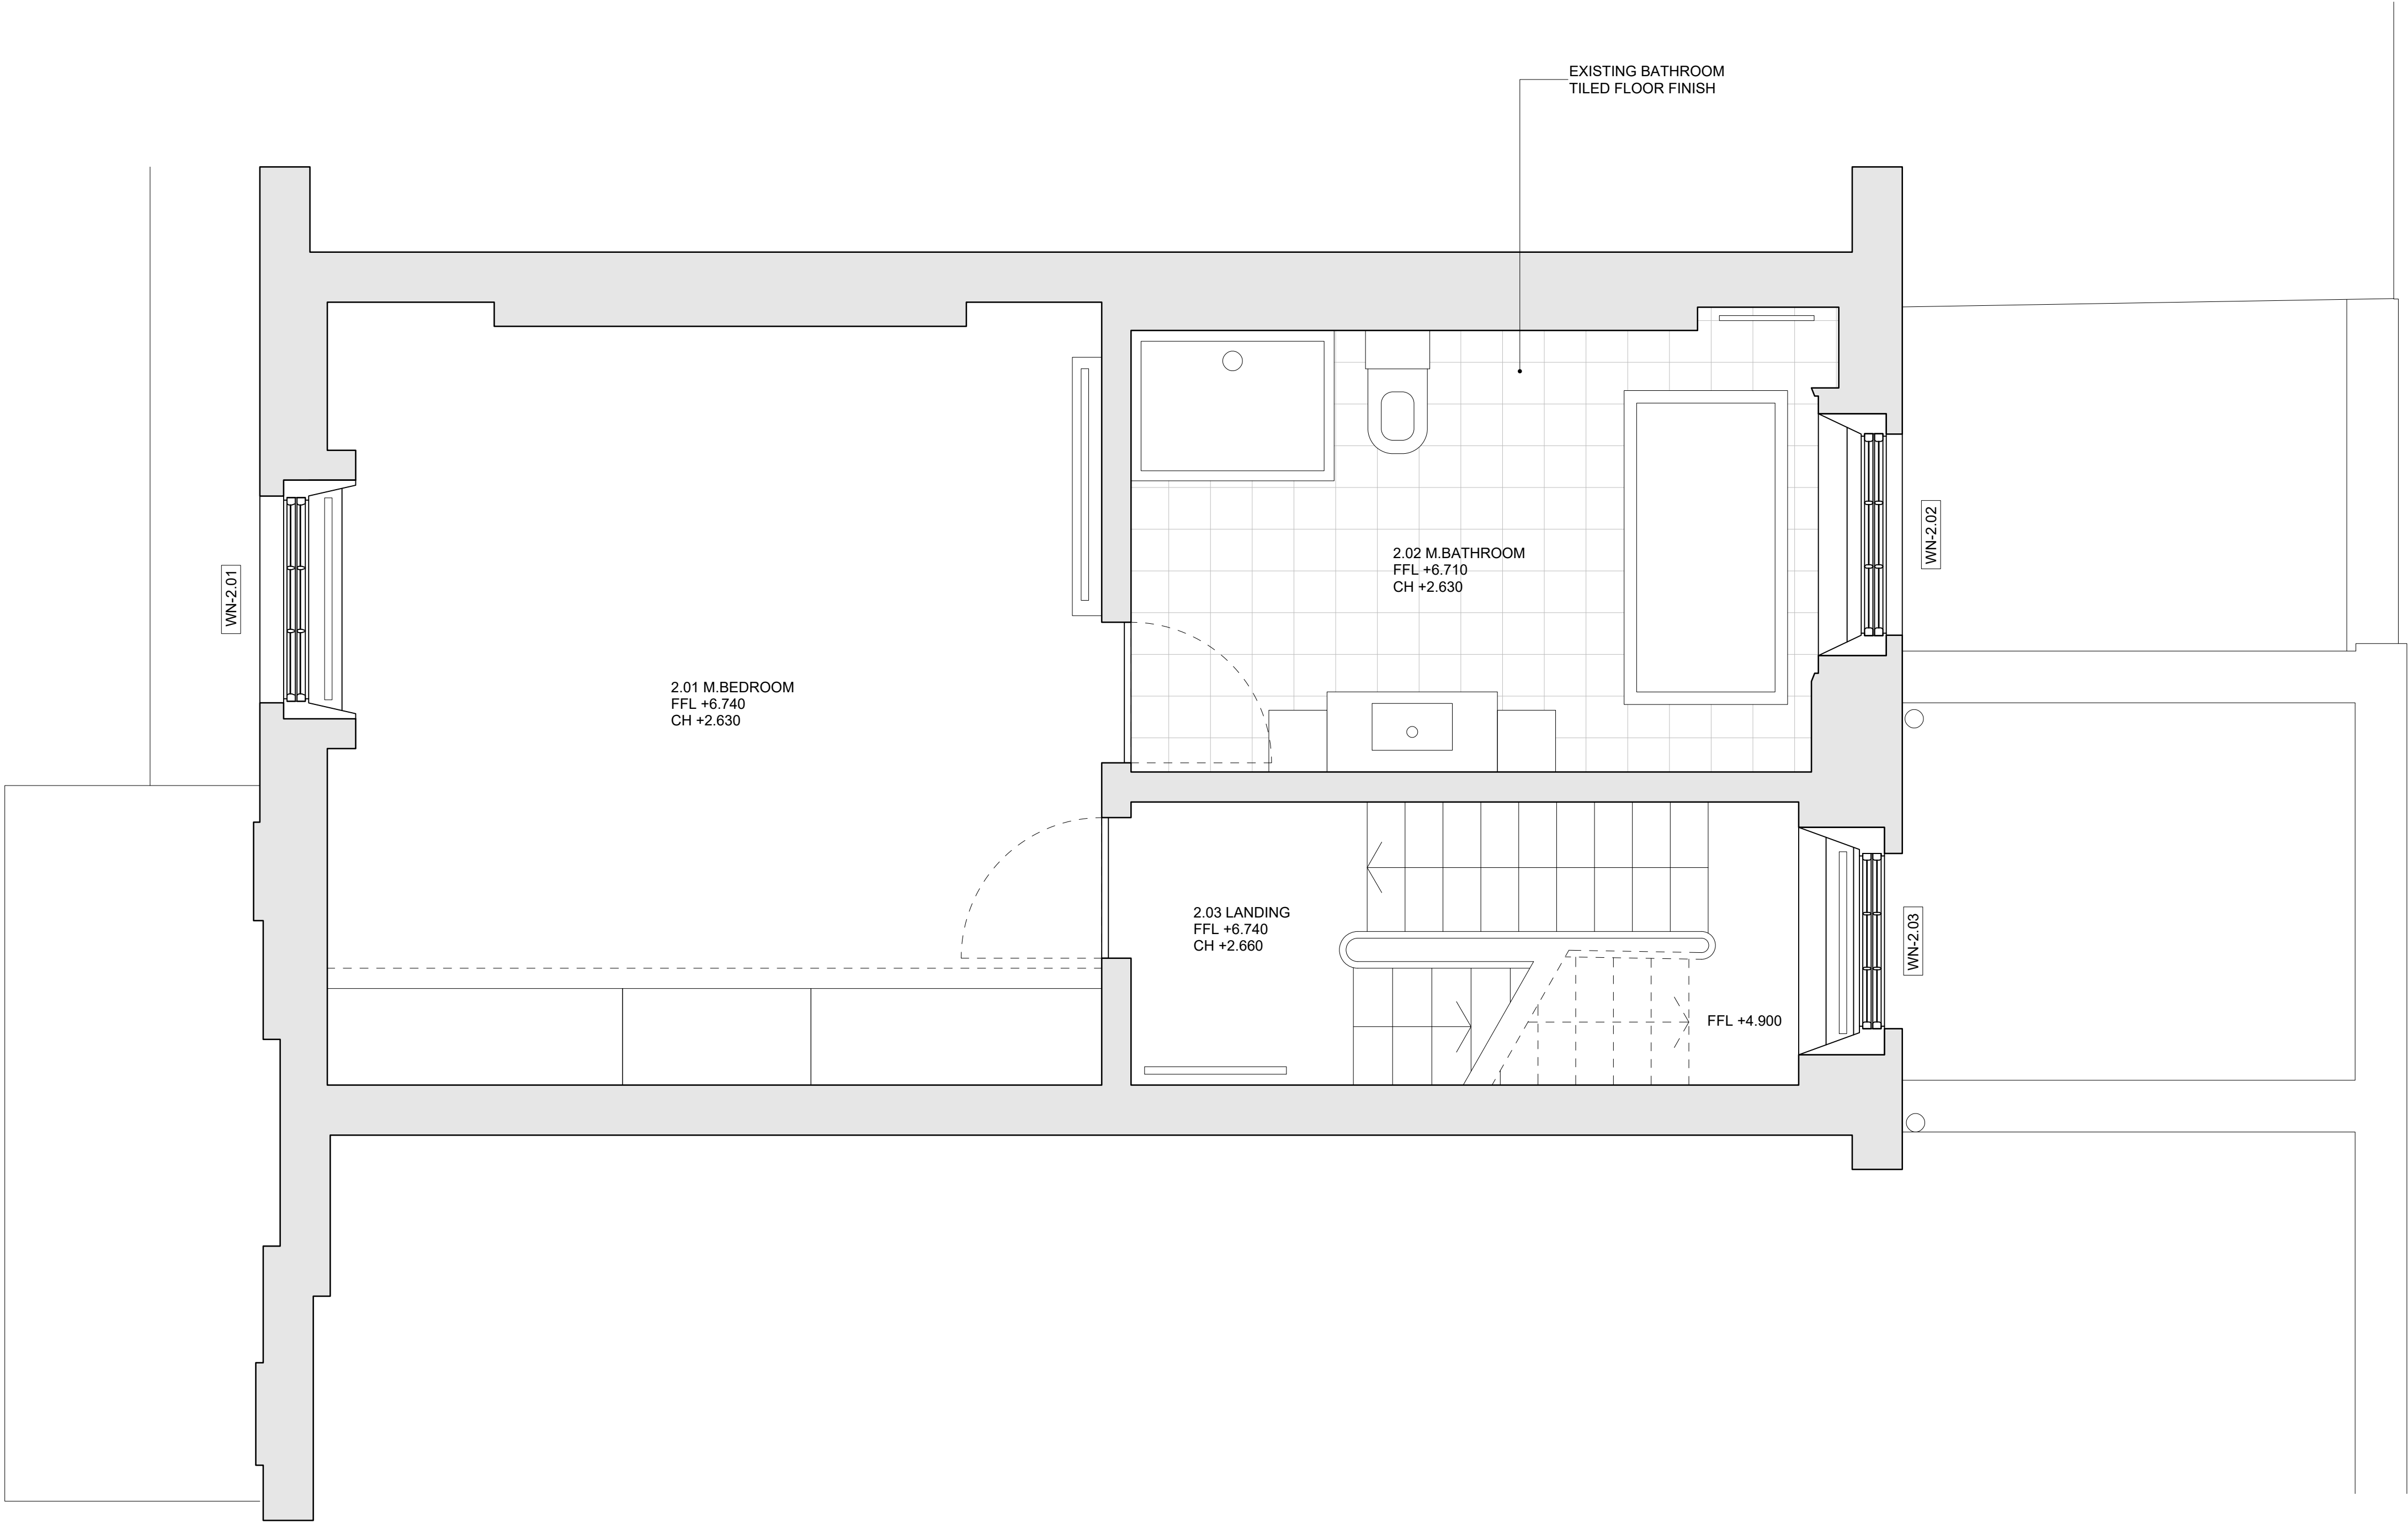 EXISTING BATHROOM
TILED FLOOR FINISH
WN-2.01
WN-2.02
2.02 M.BATHROOM
FFL +6.710
CH +2.630
2.01 M.BEDROOM
FFL +6.740
CH +2.630
2.03 LANDING
FFL +6.740
CH +2.660
WN-2.03
FFL +4.900